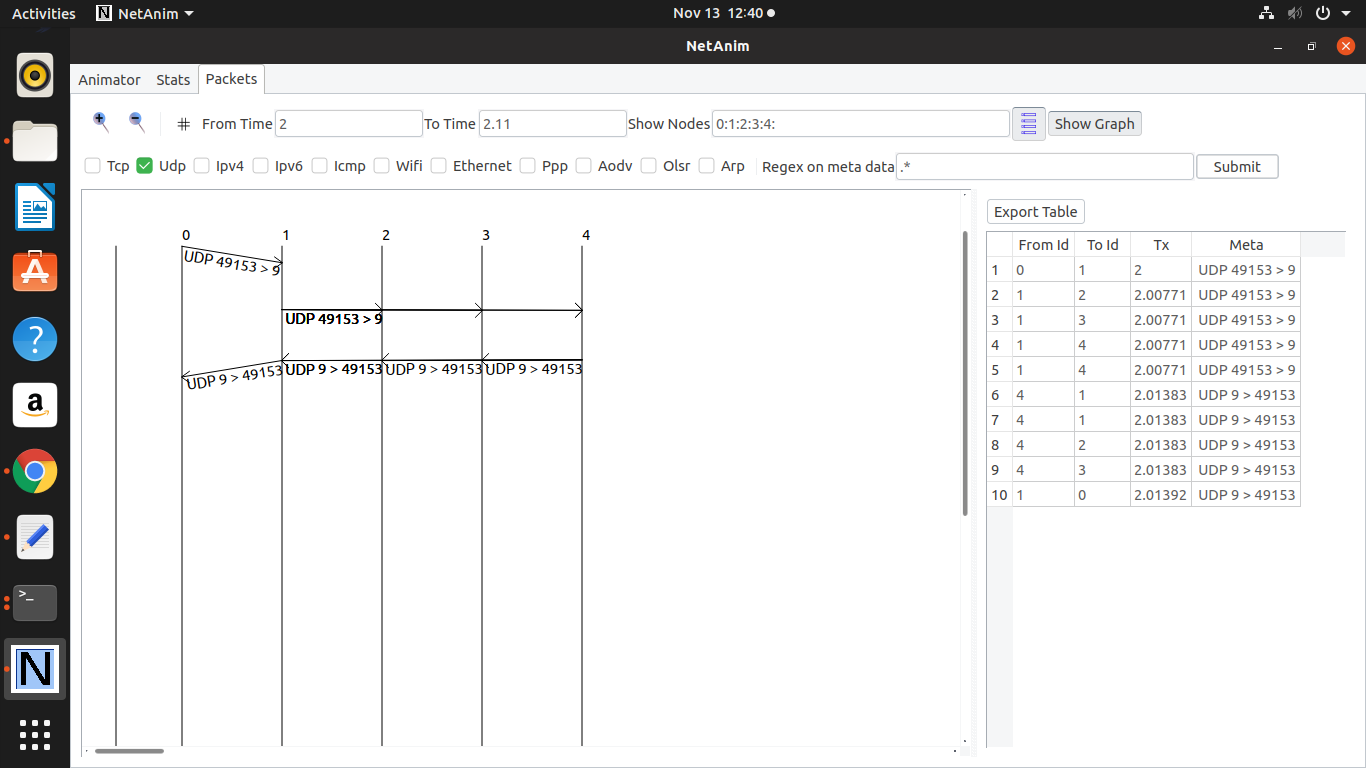 Activities NetAnim Nov 13 12:40
NetAnim
Animator Stats Packets
# From Time 2 To Time 2.11 Show Nodes 0:1:2:3:4: Show Graph
Tcp Udp Ipv4 Ipv6 Icmp Wifi Ethernet Ppp Aodv Olsr Arp Regex on meta data .* Submit
0 1 2 3 4
UDP 49153 > 9
UDP 49153 > 9
UDP 9 > 49153 UDP 9 > 49153 UDP 9 > 49153 UDP 9 > 49153
Export Table
From Id To Id Tx Meta
1 0 1 2 UDP 49153 > 9
2 1 2 2.00771 UDP 49153 > 9
3 1 3 2.00771 UDP 49153 > 9
4 1 4 2.00771 UDP 49153 > 9
5 1 4 2.00771 UDP 49153 > 9
6 4 1 2.01383 UDP 9 > 49153
7 4 1 2.01383 UDP 9 > 49153
8 4 2 2.01383 UDP 9 > 49153
9 4 3 2.01383 UDP 9 > 49153
10 1 0 2.01392 UDP 9 > 49153